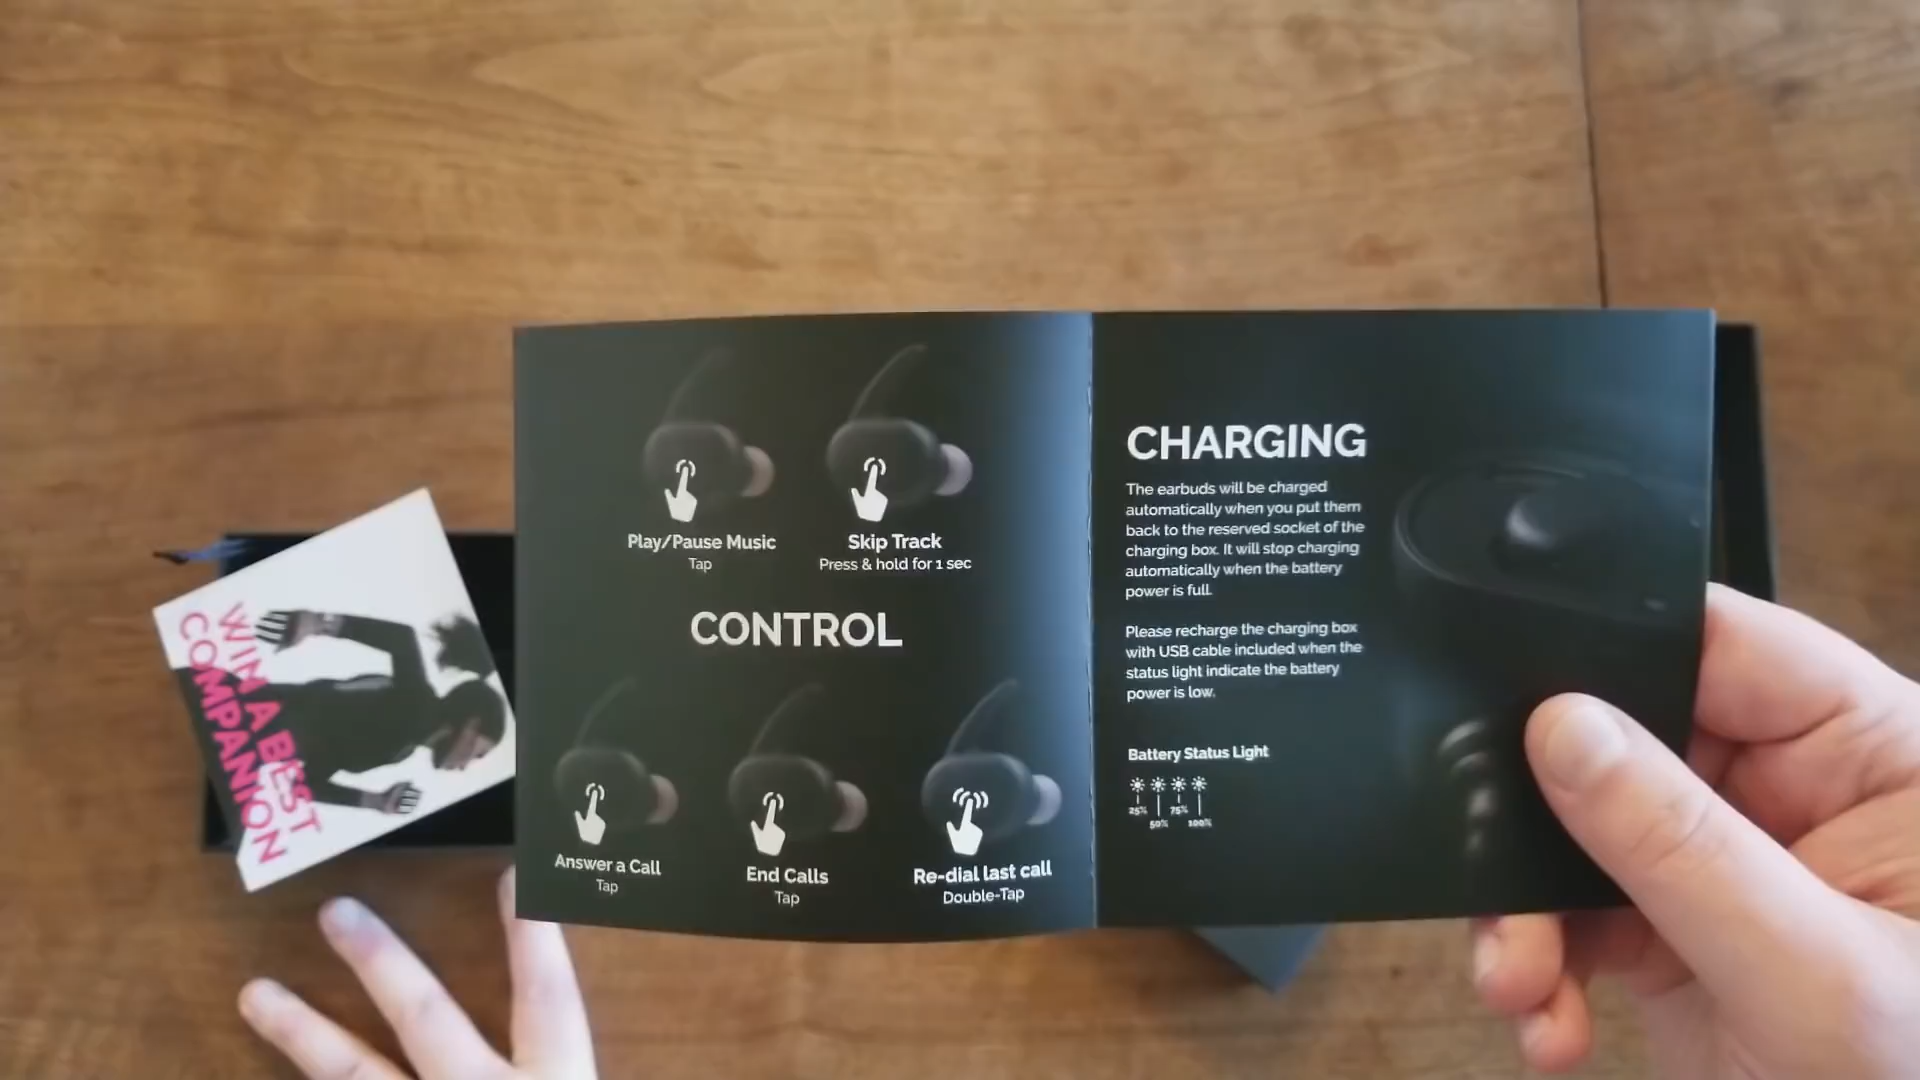 Play/Pause Music
Tap
Skip Track
Press & hold for 1 sec
CONTROL
Answer a Call
Tap
End Calls
Tap
Re-dial last call
Double-Tap
CHARGING
The earbuds will be charged
automatically when you put them
back to the reserved socket of the
charging box. It will stop charging
automatically when the battery
power is full.
Please recharge the charging box
with USB cable included when the
status light indicate the battery
power is low.
Battery Status Light
25% 75%
50% 100%
WIN A BEST
COMPANION